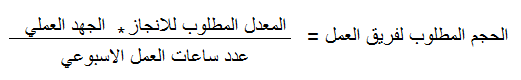 المعدل المطلوب للانجاز * الجهد العملي
الحجم المطلوب لفريق العمل =
عدد ساعات العمل الاسبوعي